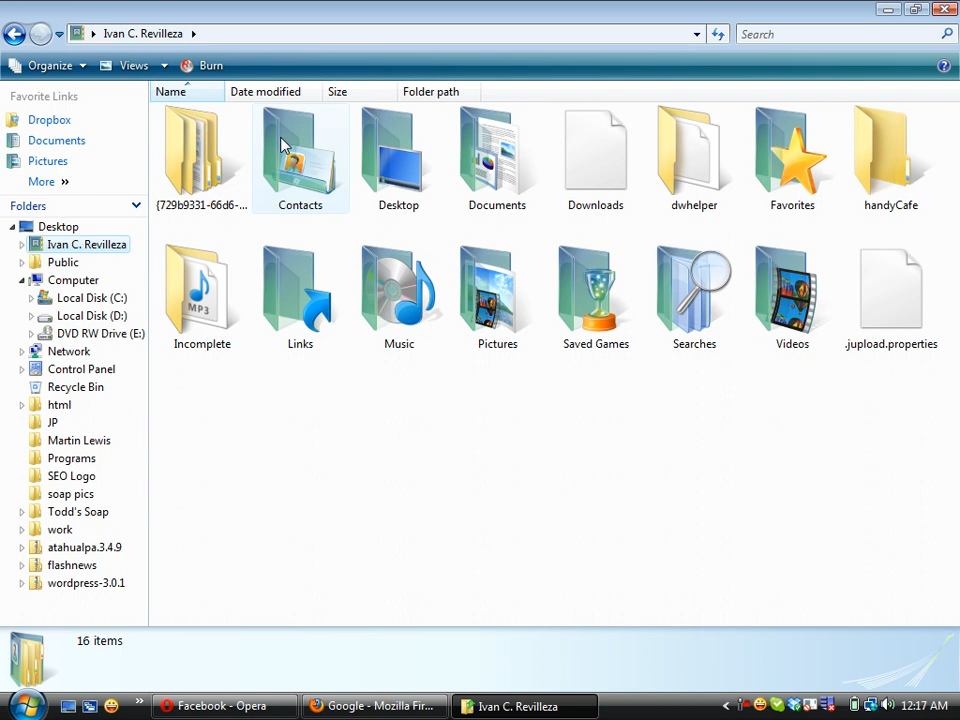 Ivan C. Revilleza
Search
Organize
Views
Burn
Favorite Links
Dropbox
Documents
Pictures
More »
Folders
Desktop
Ivan C. Revilleza
Public
Computer
Local Disk (C:)
Local Disk (D:)
DVD RW Drive (E:)
Network
Control Panel
Recycle Bin
html
JP
Martin Lewis
Programs
SEO Logo
soap pics
Todd's Soap
work
atahualpa.3.4.9
flashnews
wordpress-3.0.1
Name Date modified Size Folder path
{729b9331-66d6-... Contacts Desktop Documents Downloads dwhelper Favorites handyCafe
MP3
Incomplete Links Music Pictures Saved Games Searches Videos .jupload.properties
16 items
» Facebook - Opera Google - Mozilla Fir... Ivan C. Revilleza 12:17 AM